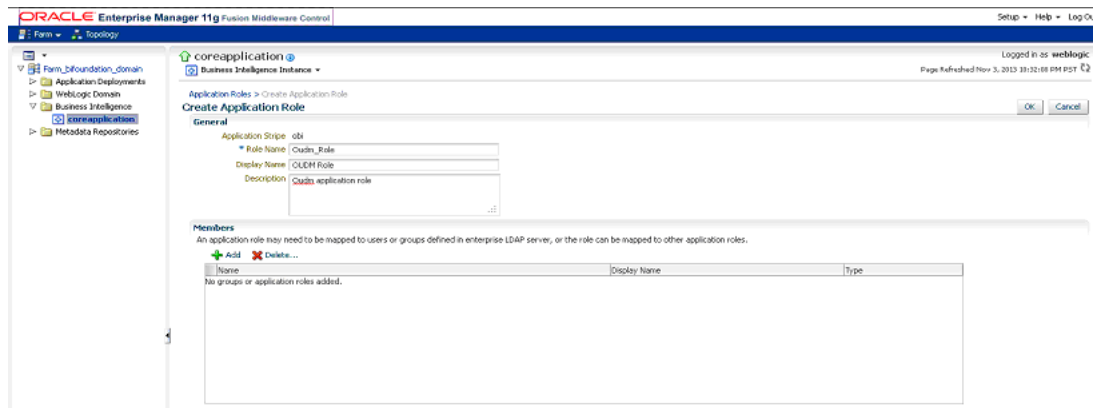 ORACLE Enterprise Manager 11g Fusion Middleware Control
Setup Help Log Ou
Farm Topology
Farm_bifoundation_domain
Application Deployments
WebLogic Domain
Business Intelligence
coreapplication
Metadata Repositories
coreapplication
Logged in as weblogic
Business Intelligence Instance
Page Refreshed Nov 3, 2013 10:32:08 PM PST
Application Roles > Create Application Role
Create Application Role
OK Cancel
General
Application Stripe obi
* Role Name Oudm_Role
Display Name OUDM Role
Description Oudm application role
Members
An application role may need to be mapped to users or groups defined in enterprise LDAP server, or the role can be mapped to other application roles.
Add Delete...
Name Display Name Type
No groups or application roles added.